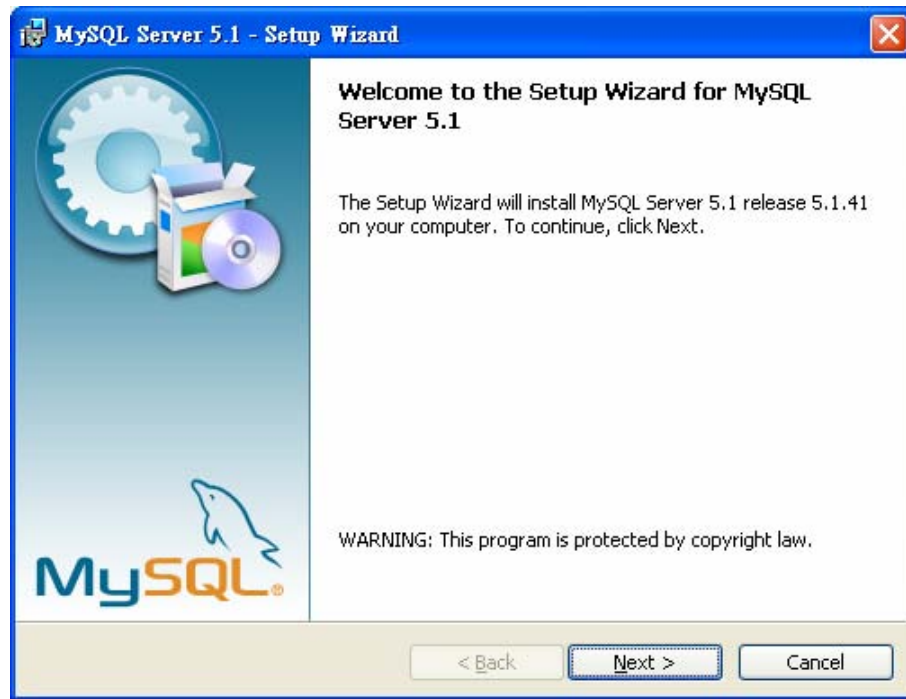 MySQL Server 5.1 - Setup Wizard
Welcome to the Setup Wizard for MySQL
Server 5.1
The Setup Wizard will install MySQL Server 5.1 release 5.1.41
on your computer. To continue, click Next.
WARNING: This program is protected by copyright law.
MySQL®
< Back
Next >
Cancel